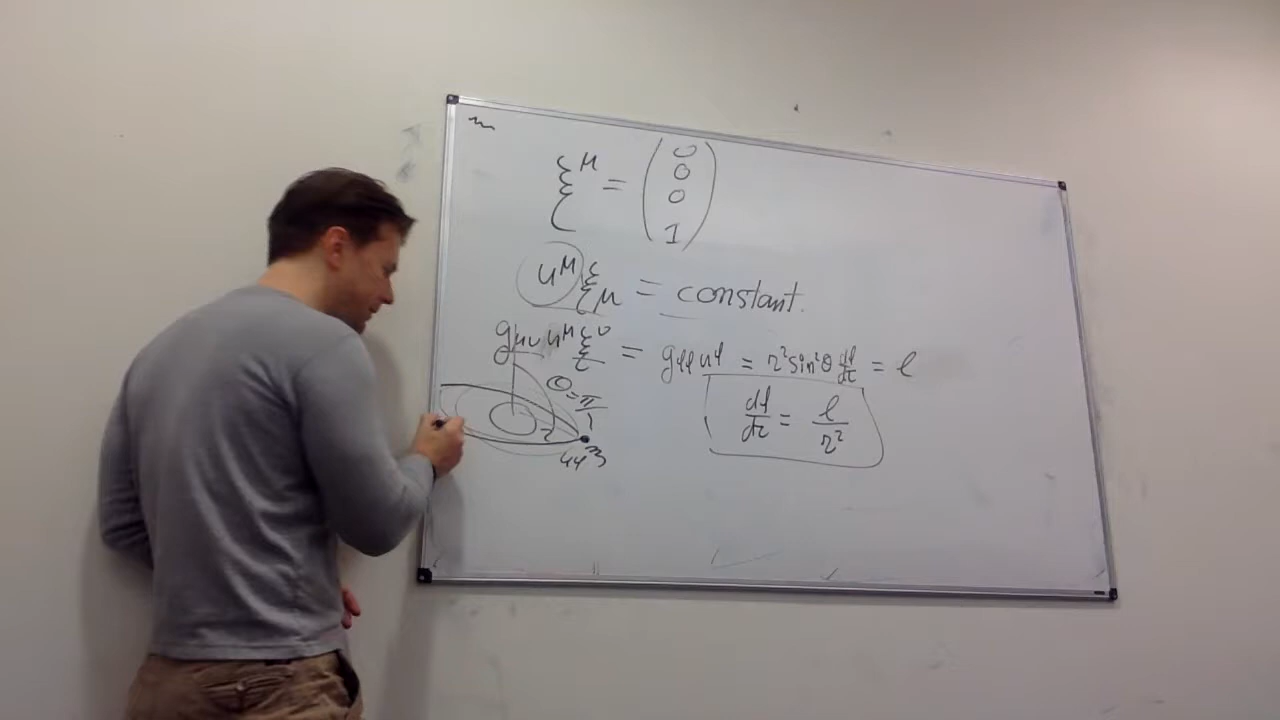 ξ^μ = (0 0 0 1)
u^μ ξ_μ = constant.
g_μν u^μ ξ^ν = g_φφ u^φ = r² sin²θ dφ/dτ = ℓ
θ = π/2
dφ/dτ = ℓ/r²